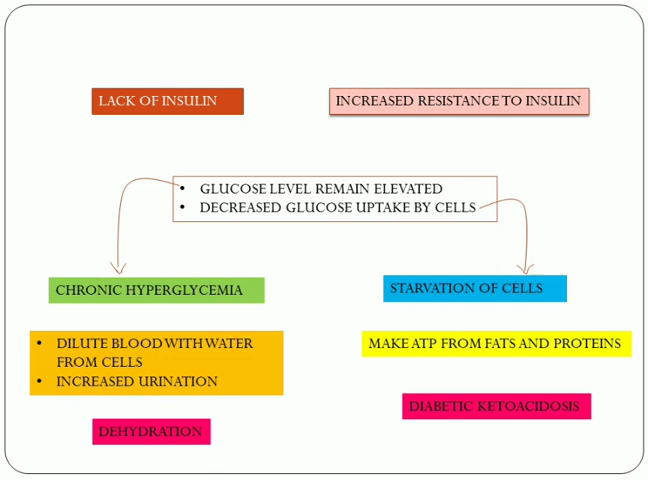 LACK OF INSULIN
INCREASED RESISTANCE TO INSULIN
• GLUCOSE LEVEL REMAIN ELEVATED
• DECREASED GLUCOSE UPTAKE BY CELLS
CHRONIC HYPERGLYCEMIA
STARVATION OF CELLS
• DILUTE BLOOD WITH WATER
FROM CELLS
• INCREASED URINATION
MAKE ATP FROM FATS AND PROTEINS
DIABETIC KETOACIDOSIS
DEHYDRATION